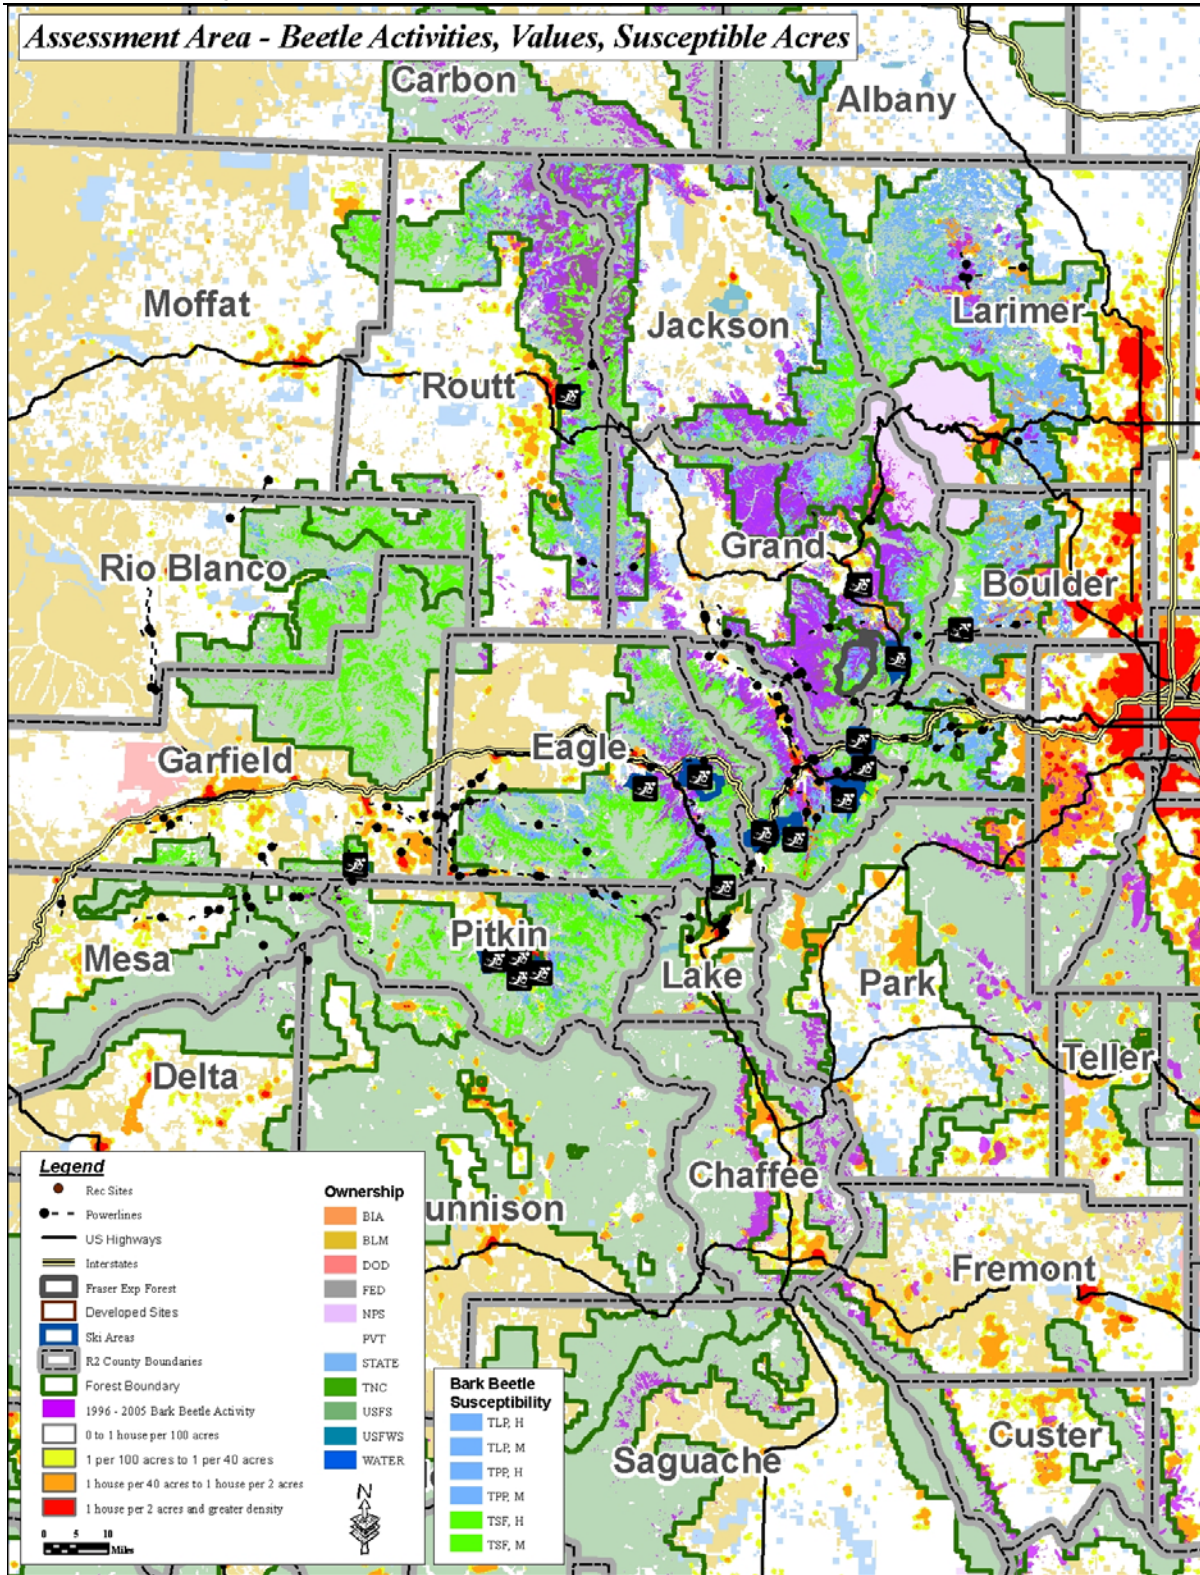 Assessment Area - Beetle Activities, Values, Susceptible Acres
Carbon
Albany
Moffat
Jackson
Larimer
Routt
Grand
Rio Blanco
Boulder
Eagle
Garfield
Pitkin
Mesa
Lake
Park
Teller
Delta
Chaffee
unnison
Fremont
Custer
Saguache
Legend
Rec Sites
Powerlines
US Highways
Interstates
Fraser Exp Forest
Developed Sites
Ski Areas
R2 County Boundaries
Forest Boundary
1996 - 2005 Bark Beetle Activity
0 to 1 house per 100 acres
1 per 100 acres to 1 per 40 acres
1 house per 40 acres to 1 house per 2 acres
1 house per 2 acres and greater density
0 5 10
Miles
Ownership
BIA
BLM
DOD
FED
NPS
PVT
STATE
TNC
USFS
USFWS
WATER
N
Bark Beetle
Susceptibility
TLP, H
TLP, M
TPP, H
TPP, M
TSF, H
TSF, M